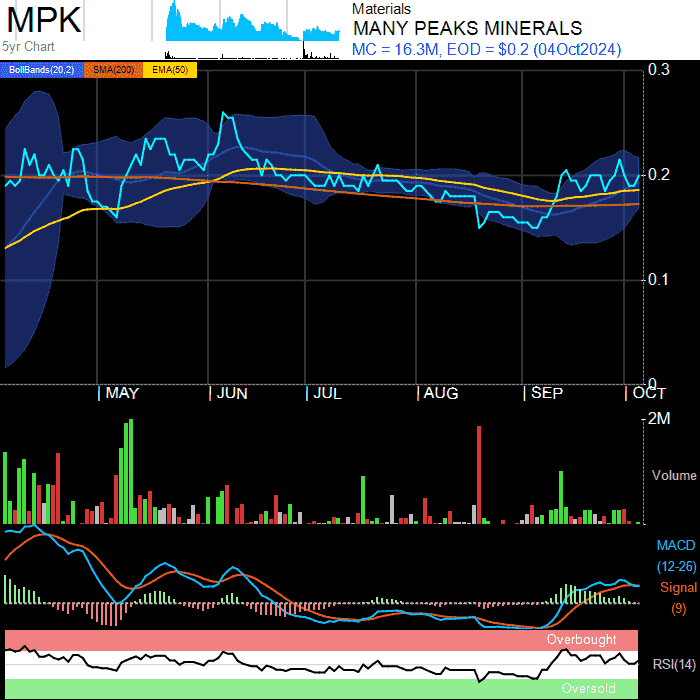 MPK
5yr Chart
Materials
MANY PEAKS MINERALS
MC = 16.3M, EOD = $0.2 (04Oct2024)
BollBands(20,2) SMA(200) EMA(50)
0.3
0.2
0.1
0
MAY JUN JUL AUG SEP OCT
2M
Volume
MACD
(12-26)
Signal
(9)
Overbought
RSI(14)
Oversold